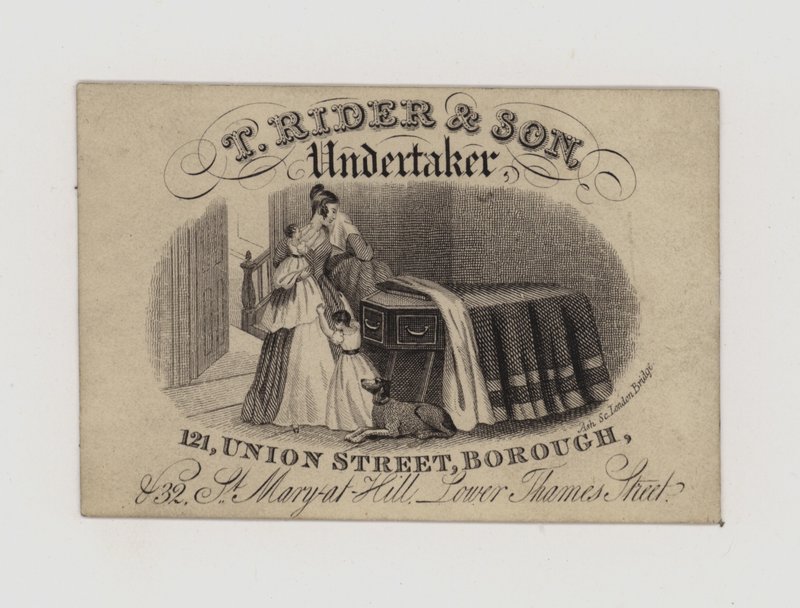 T. RIDER & SON,
Undertaker,
Ash Sc. London Bridge
121, UNION STREET, BOROUGH,
& 32, St. Mary-at-Hill, Lower Thames Street.